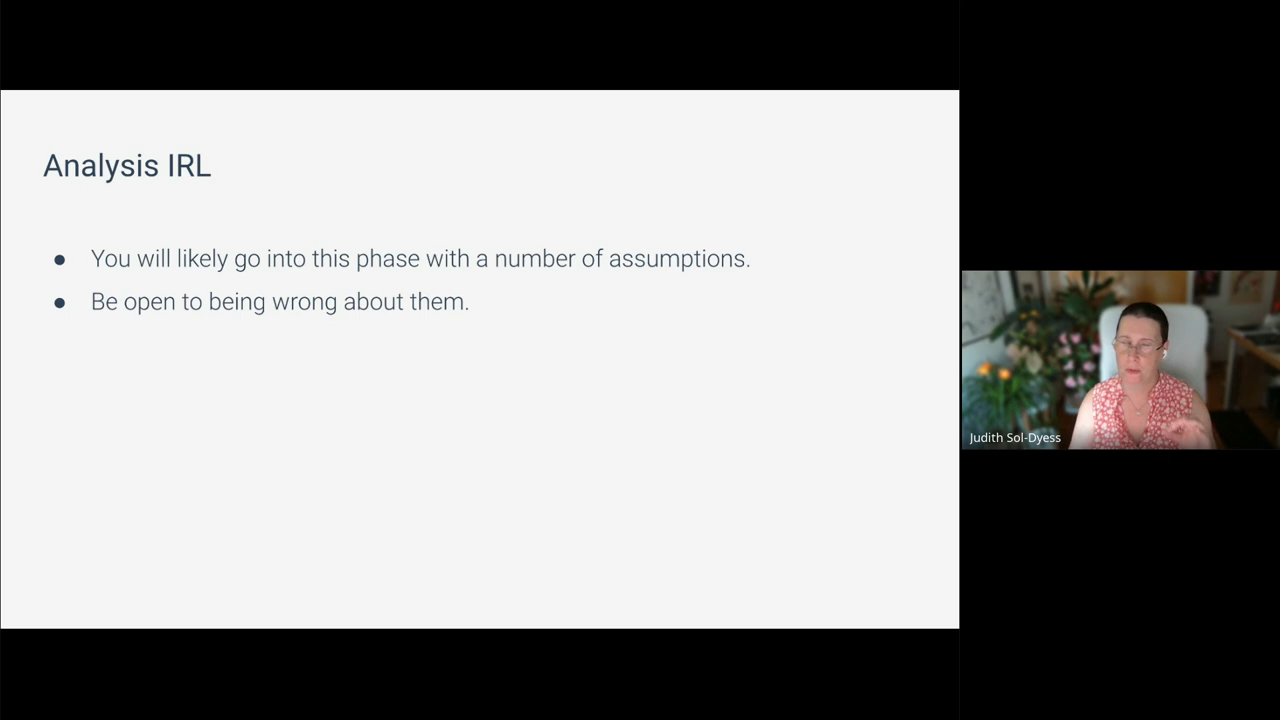 Analysis IRL
● You will likely go into this phase with a number of assumptions.
● Be open to being wrong about them.
Judith Sol-Dyess